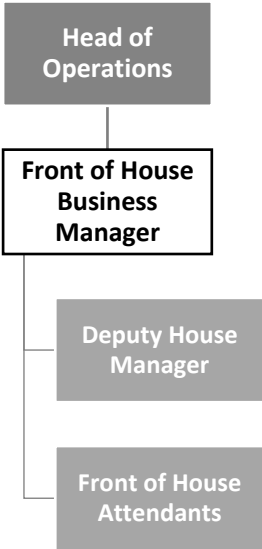 Head of
Operations
Front of House
Business
Manager
Deputy House
Manager
Front of House
Attendants